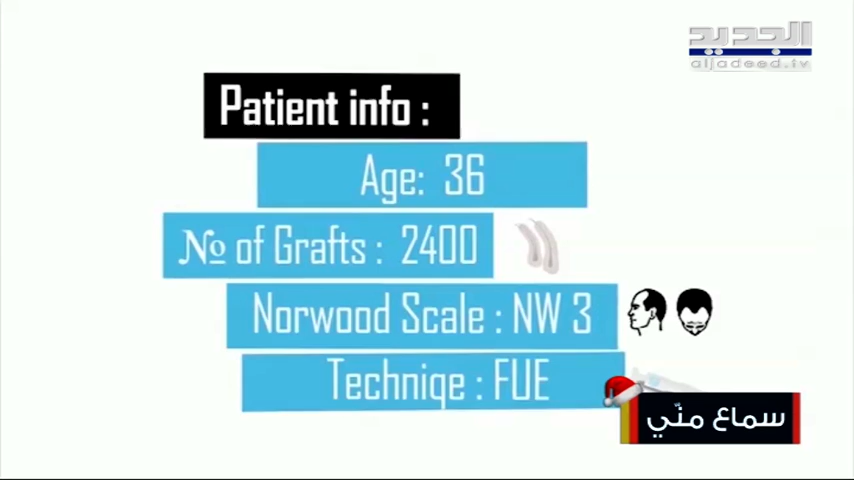 الجديد
aljadeed.tv
Patient info :
Age: 36
№ of Grafts : 2400
Norwood Scale : NW 3
Techniqe : FUE
سماع منّي